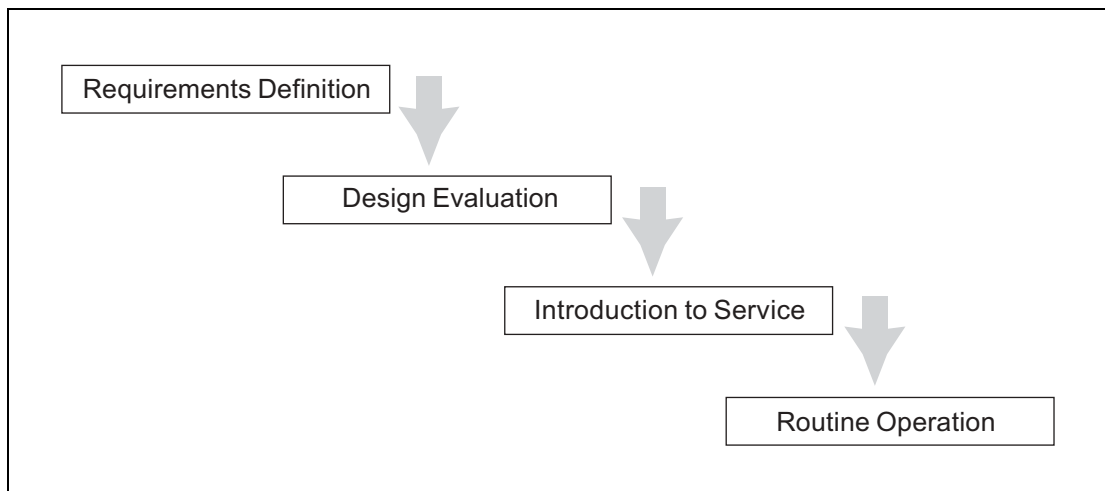 Requirements Definition
Design Evaluation
Introduction to Service
Routine Operation